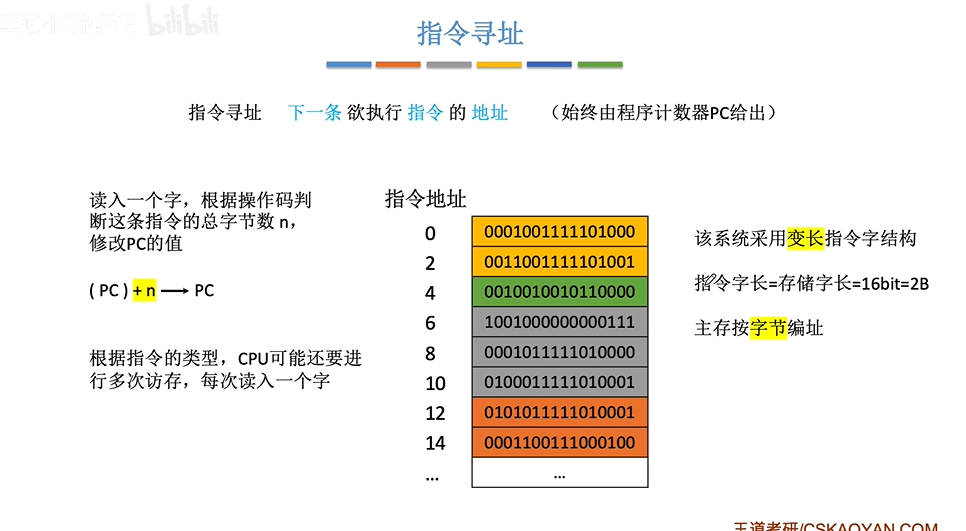 bilibili
指令寻址
指令寻址 下一条 欲执行 指令 的 地址 （始终由程序计数器PC给出）
读入一个字，根据操作码判
断这条指令的总字节数 n，
修改PC的值
( PC ) + n → PC
根据指令的类型，CPU可能还要进
行多次访存，每次读入一个字
指令地址
0 0001001111101000
2 0011001111101001
4 0010010010110000
6 1001000000000111
8 0001011111010000
10 0100011111010001
12 0101011111010001
14 0001100111000100
... ...
该系统采用变长指令字结构
指令字长=存储字长=16bit=2B
主存按字节编址
王道考研/CSKAOYAN.COM